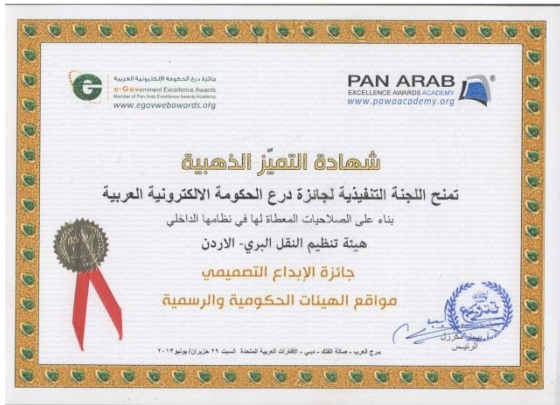 جائزة درع الحكومة الإلكترونية العربية
e-Government Excellence Awards
Member of Pan Arab Excellence Awards Academy
www.egovwebawards.org
PAN ARAB
EXCELLENCE AWARDS ACADEMY
www.pawaacademy.org
شهادة التميّز الذهبية
تمنح اللجنة التنفيذية لجائزة درع الحكومة الالكترونية العربية
بناء على الصلاحيات المعطاة لها في نظامها الداخلي
هيئة تنظيم النقل البري- الاردن
جائزة الإبداع التصميمي
مواقع الهيئات الحكومية والرسمية
الرئيس
برج العرب - صالة الفلك - دبي - الأمارات العربية المتحدة السبت ٢٩ حزيران/ يونيو ٢٠١٣